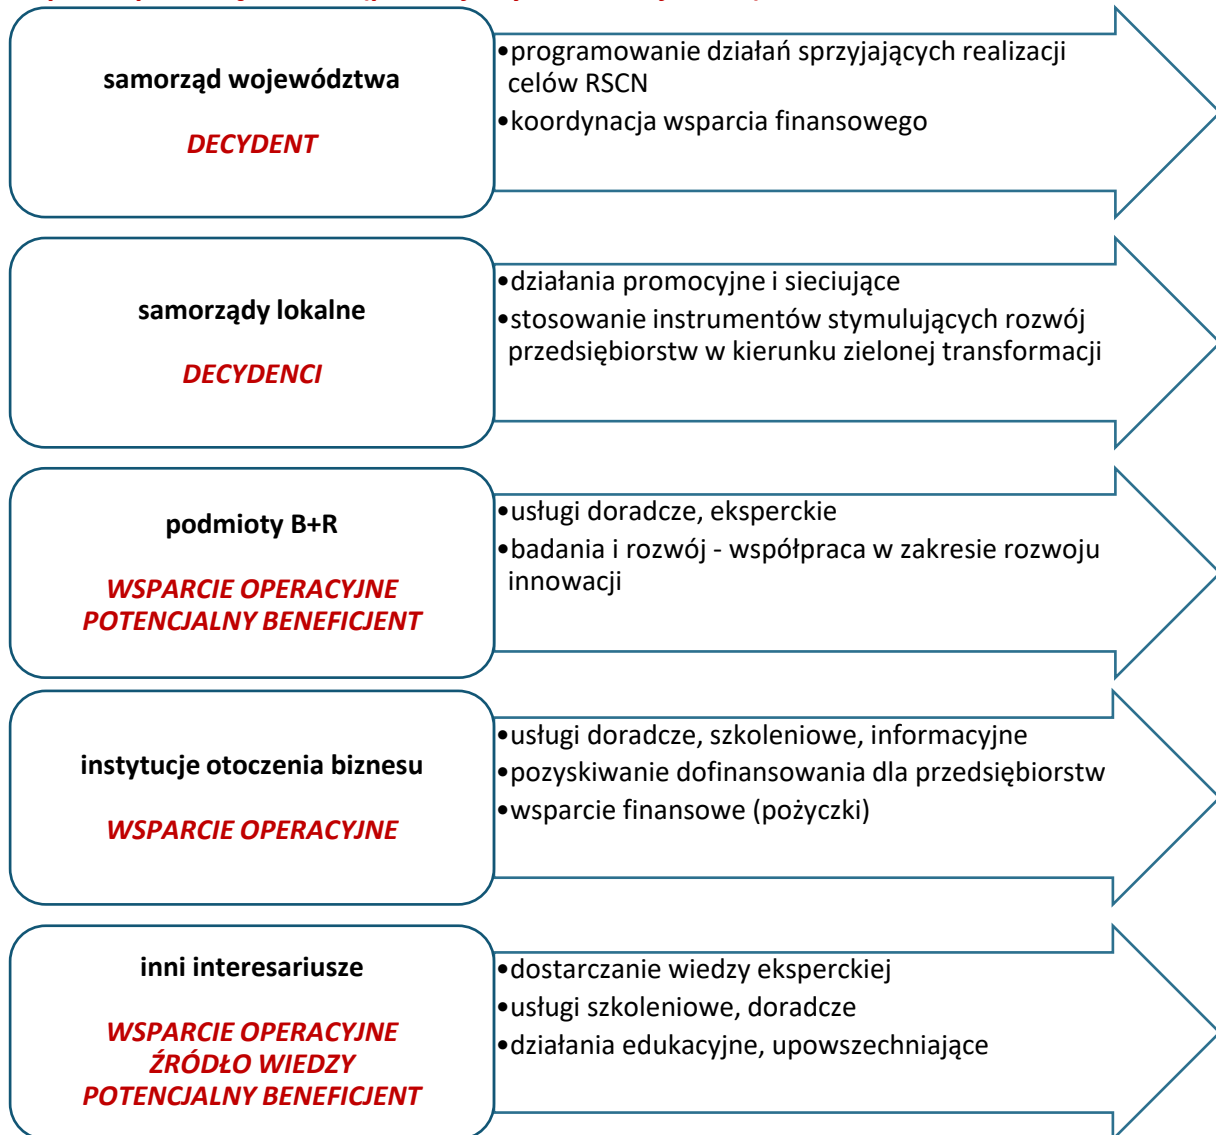 samorząd województwa
DECYDENT
•programowanie działań sprzyjających realizacji
celów RSCN
•koordynacja wsparcia finansowego
samorządy lokalne
DECYDENCI
•działania promocyjne i sieciujące
•stosowanie instrumentów stymulujących rozwój
przedsiębiorstw w kierunku zielonej transformacji
podmioty B+R
WSPARCIE OPERACYJNE
POTENCJALNY BENEFICJENT
•usługi doradcze, eksperckie
•badania i rozwój - współpraca w zakresie rozwoju
innowacji
instytucje otoczenia biznesu
WSPARCIE OPERACYJNE
•usługi doradcze, szkoleniowe, informacyjne
•pozyskiwanie dofinansowania dla przedsiębiorstw
•wsparcie finansowe (pożyczki)
inni interesariusze
WSPARCIE OPERACYJNE
ŹRÓDŁO WIEDZY
POTENCJALNY BENEFICJENT
•dostarczanie wiedzy eksperckiej
•usługi szkoleniowe, doradcze
•działania edukacyjne, upowszechniające